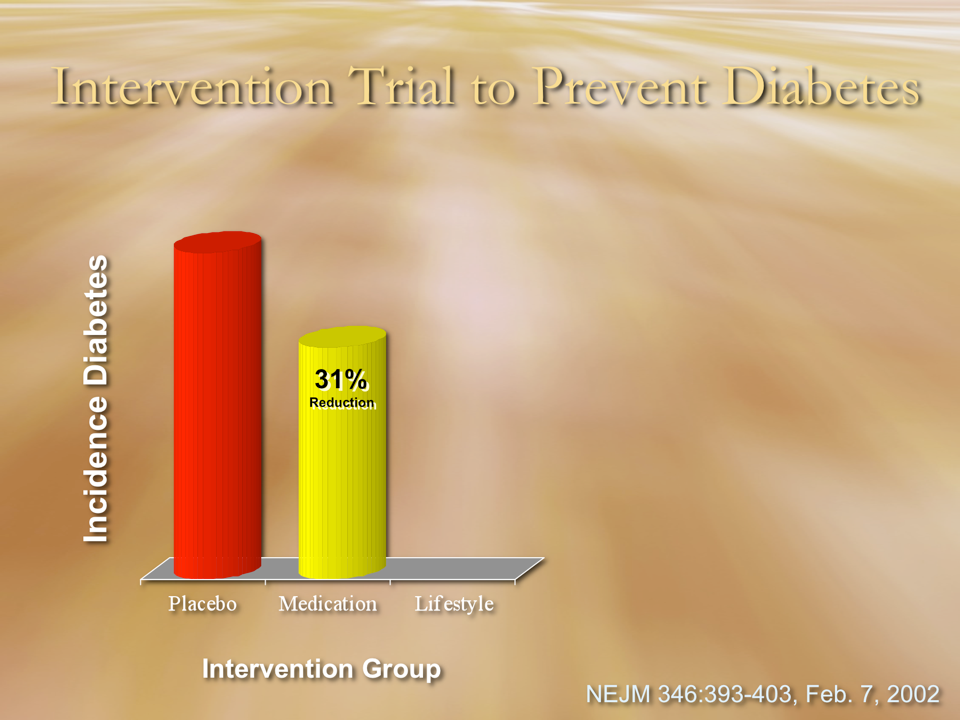 Intervention Trial to Prevent Diabetes
Incidence Diabetes
31%
Reduction
Placebo Medication Lifestyle
Intervention Group
NEJM 346:393-403, Feb. 7, 2002